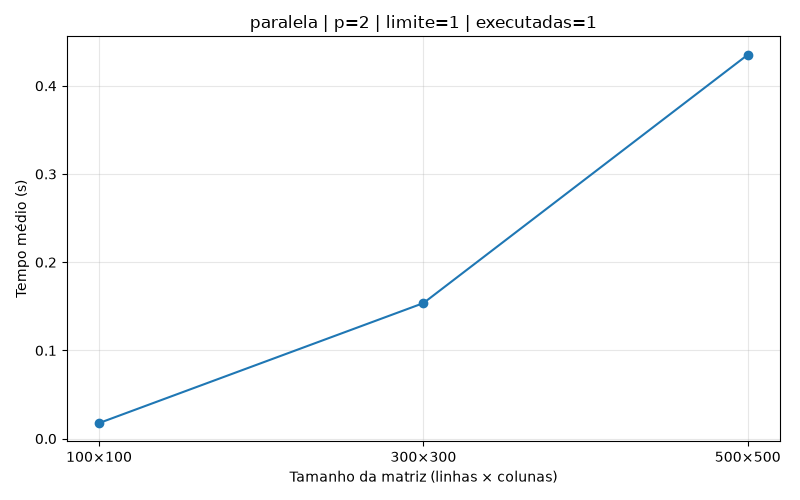 paralela | p=2 | limite=1 | executadas=1
Tempo médio (s)
0.4
0.3
0.2
0.1
0.0
100×100 300×300 500×500
Tamanho da matriz (linhas × colunas)